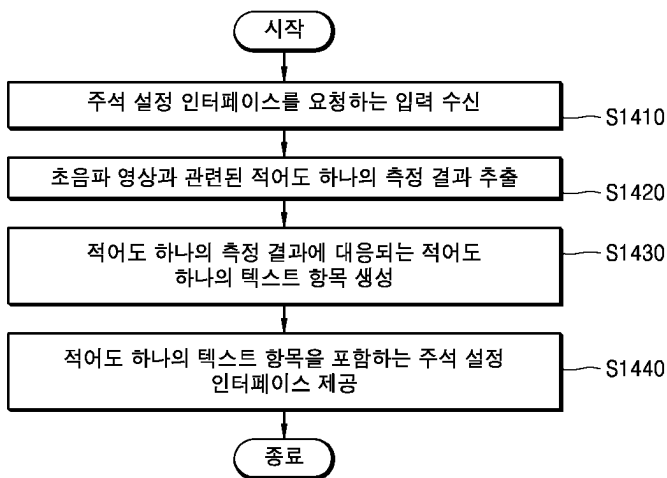 시작
주석 설정 인터페이스를 요청하는 입력 수신
S1410
초음파 영상과 관련된 적어도 하나의 측정 결과 추출
S1420
적어도 하나의 측정 결과에 대응되는 적어도
하나의 텍스트 항목 생성
S1430
적어도 하나의 텍스트 항목을 포함하는 주석 설정
인터페이스 제공
S1440
종료